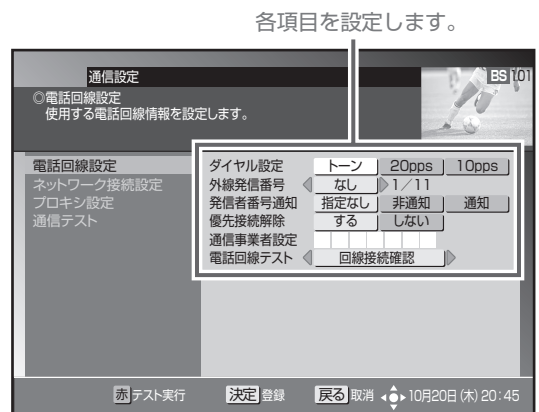 各項目を設定します。
通信設定
BS 101
◎電話回線設定
使用する電話回線情報を設定します。
電話回線設定
ネットワーク接続設定
プロキシ設定
通信テスト
ダイヤル設定 トーン 20pps 10pps
外線発信番号 なし 1／11
発信者番号通知 指定なし 非通知 通知
優先接続解除 する しない
通信事業者設定
電話回線テスト 回線接続確認
赤 テスト実行 決定 登録 戻る 取消 10月20日(木) 20:45